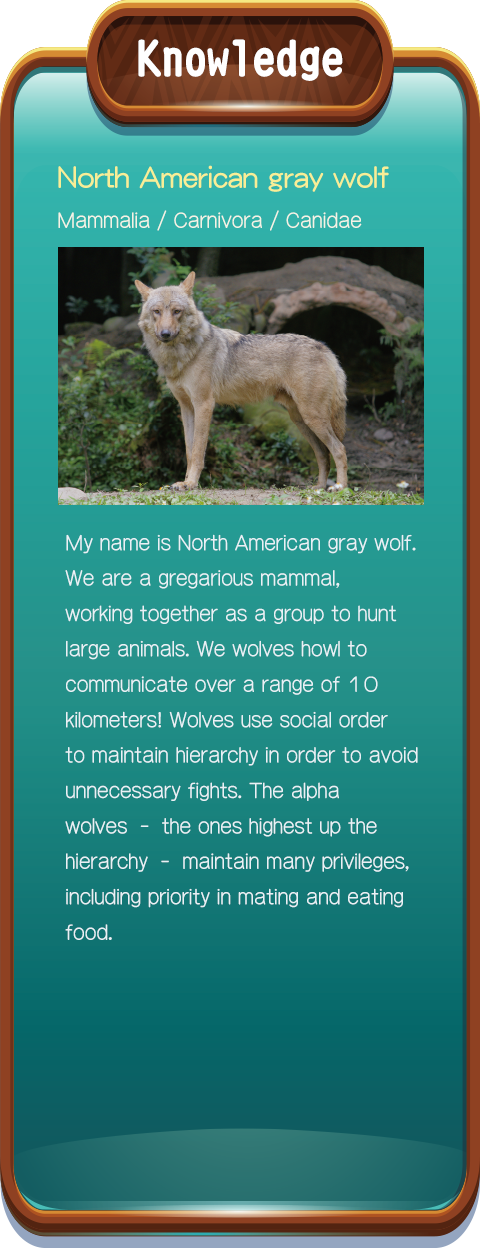 Knowledge
North American gray wolf
Mammalia / Carnivora / Canidae
My name is North American gray wolf.
We are a gregarious mammal,
working together as a group to hunt
large animals. We wolves howl to
communicate over a range of 10
kilometers! Wolves use social order
to maintain hierarchy in order to avoid
unnecessary fights. The alpha
wolves - the ones highest up the
hierarchy - maintain many privileges,
including priority in mating and eating
food.